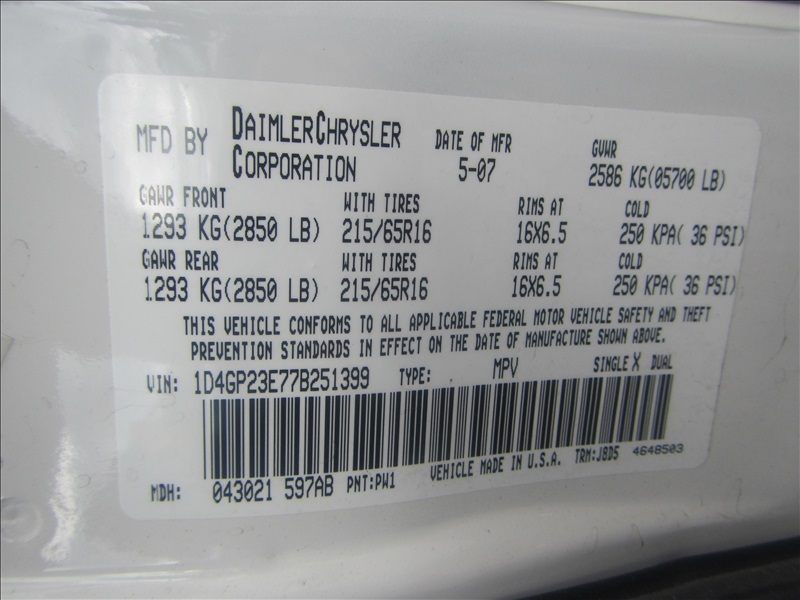 MFD BY DAIMLERCHRYSLER CORPORATION DATE OF MFR 5-07 GVWR 2586 KG(05700 LB)
GAWR FRONT WITH TIRES RIMS AT COLD
1293 KG(2850 LB) 215/65R16 16X6.5 250 KPA( 36 PSI)
GAWR REAR WITH TIRES RIMS AT COLD
1293 KG(2850 LB) 215/65R16 16X6.5 250 KPA( 36 PSI)
THIS VEHICLE CONFORMS TO ALL APPLICABLE FEDERAL MOTOR VEHICLE SAFETY AND THEFT
PREVENTION STANDARDS IN EFFECT ON THE DATE OF MANUFACTURE SHOWN ABOVE.
VIN: 1D4GP23E77B251399 TYPE: MPV SINGLE X DUAL
MDH: 043021 597AB PNT:PW1 VEHICLE MADE IN U.S.A. TRM:J8D5 4648503